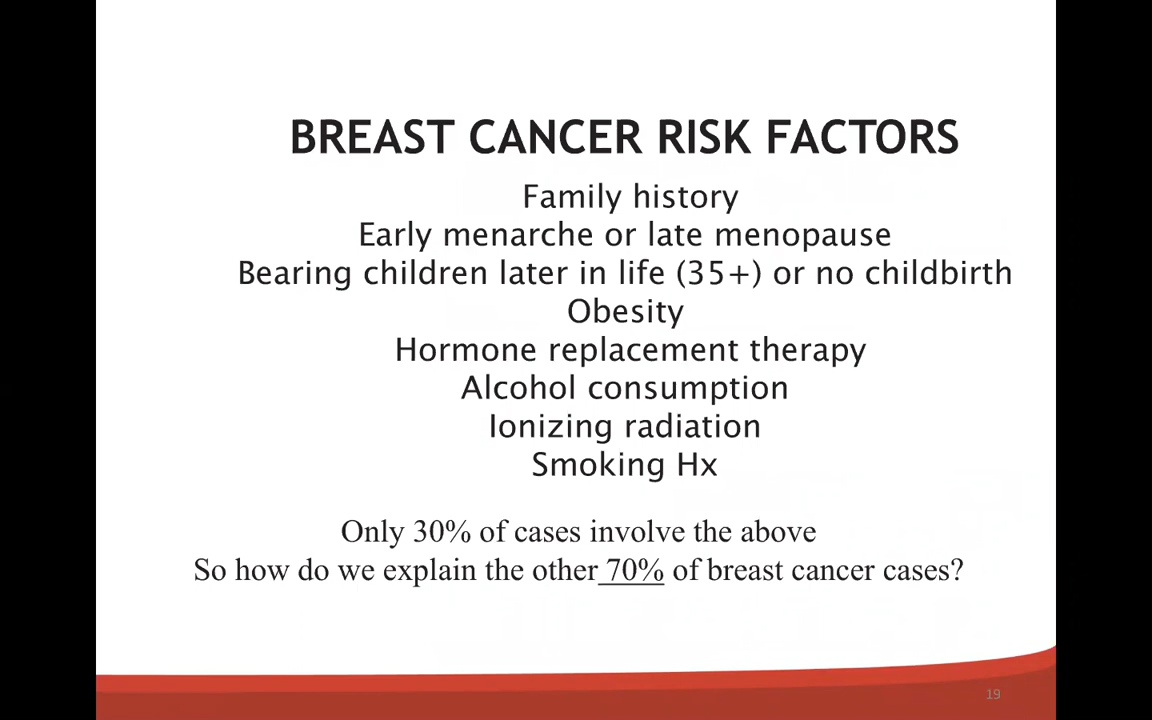 BREAST CANCER RISK FACTORS
Family history
Early menarche or late menopause
Bearing children later in life (35+) or no childbirth
Obesity
Hormone replacement therapy
Alcohol consumption
Ionizing radiation
Smoking Hx
Only 30% of cases involve the above
So how do we explain the other 70% of breast cancer cases?
19